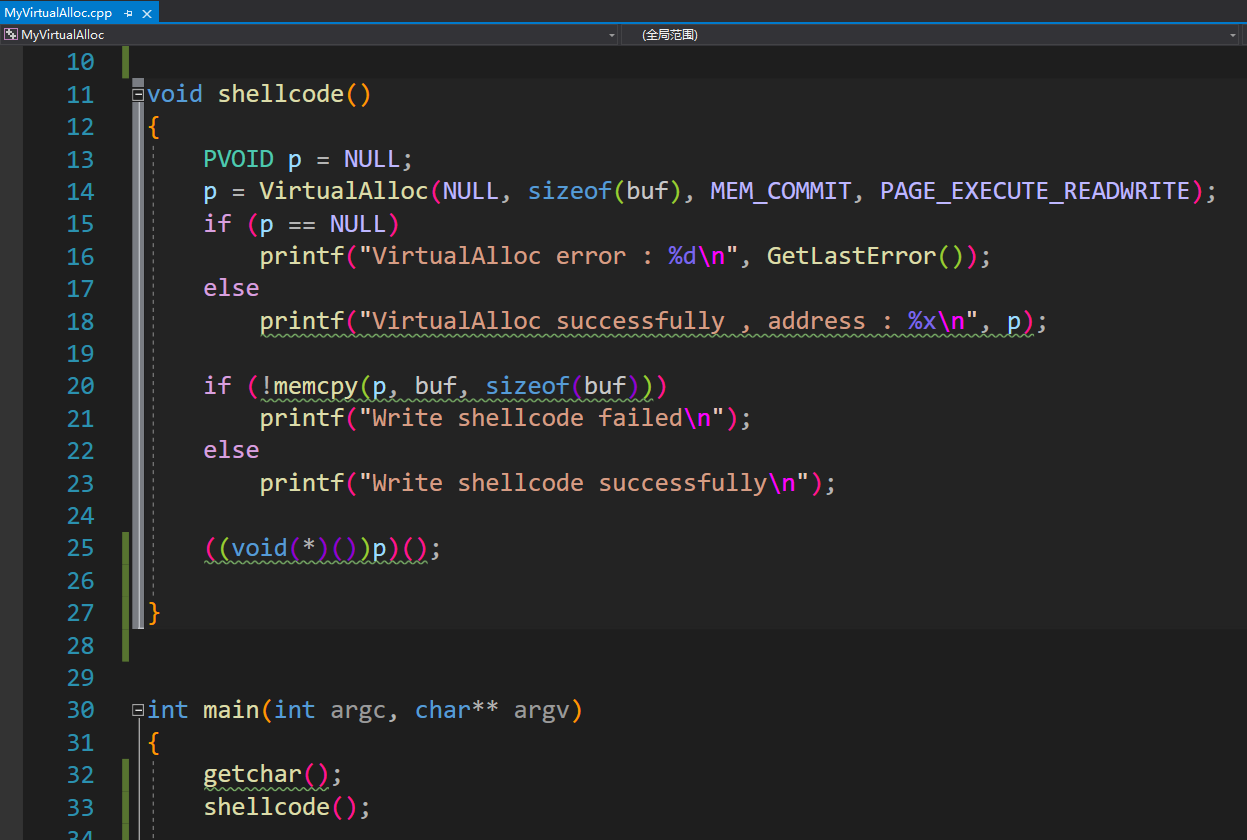 MyVirtualAlloc.cpp
MyVirtualAlloc (全局范围)
10
11 void shellcode()
12 {
13 PVOID p = NULL;
14 p = VirtualAlloc(NULL, sizeof(buf), MEM_COMMIT, PAGE_EXECUTE_READWRITE);
15 if (p == NULL)
16 printf("VirtualAlloc error : %d\n", GetLastError());
17 else
18 printf("VirtualAlloc successfully , address : %x\n", p);
19
20 if (!memcpy(p, buf, sizeof(buf)))
21 printf("Write shellcode failed\n");
22 else
23 printf("Write shellcode successfully\n");
24
25 ((void(*)())p)();
26
27 }
28
29
30 int main(int argc, char** argv)
31 {
32 getchar();
33 shellcode();
34